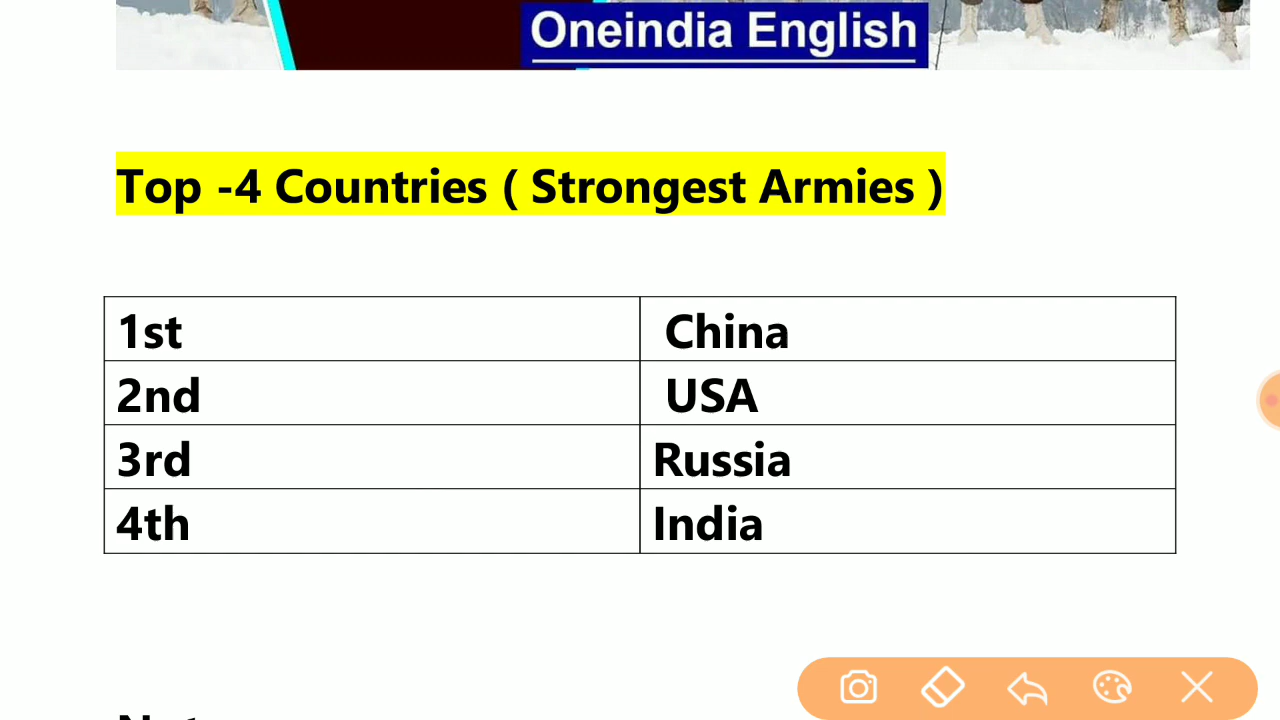 Oneindia English
Top -4 Countries ( Strongest Armies )
1st China
2nd USA
3rd Russia
4th India